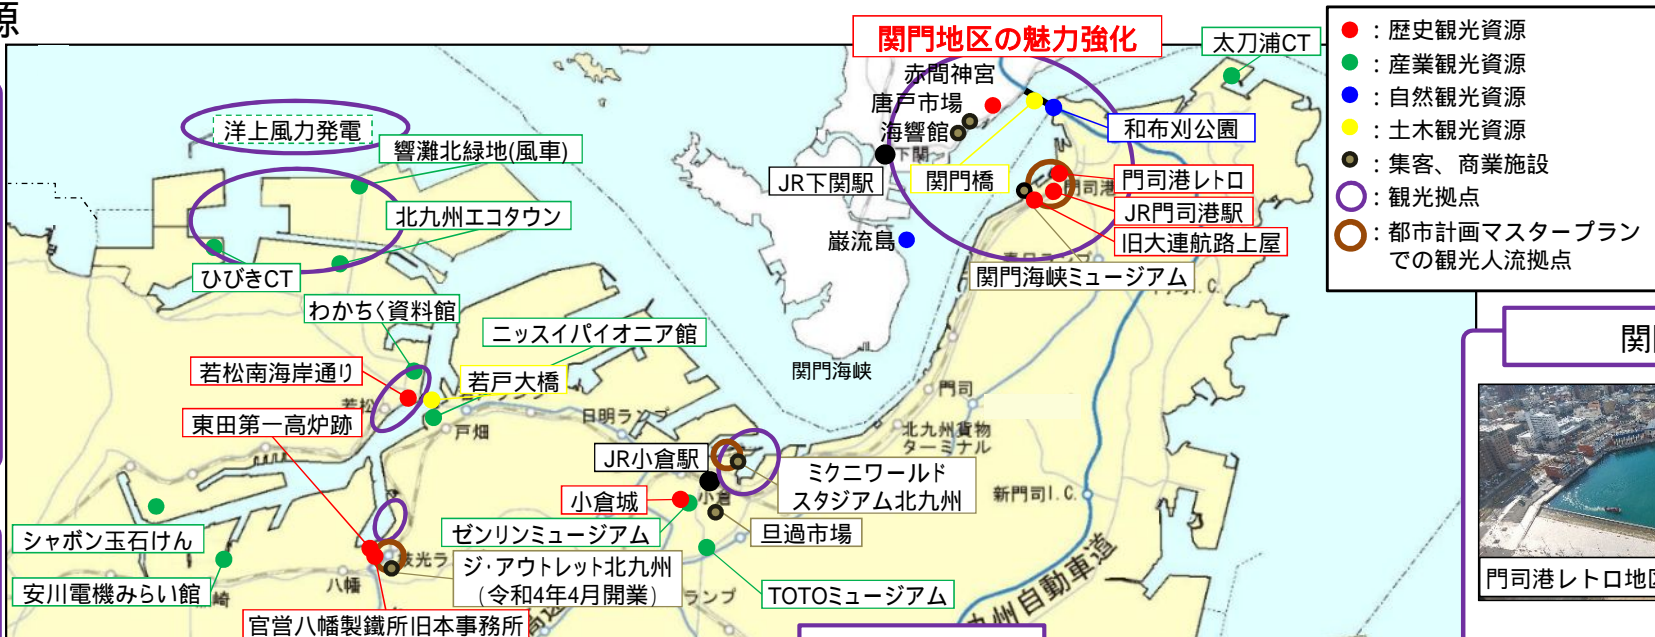 源
関門地区の魅力強化
太刀浦CT
：歴史観光資源
：産業観光資源
：自然観光資源
：土木観光資源
：集客、商業施設
：観光拠点
：都市計画マスタープラン
での観光人流拠点
赤間神宮
唐戸市場
海響館
下関
JR下関駅
関門橋
和布刈公園
門司港レトロ
門司港
JR門司港駅
旧大連航路上屋
関門海峡ミュージアム
巌流島
洋上風力発電
響灘北緑地(風車)
北九州エコタウン
ひびきCT
わかちく資料館
ニッスイパイオニア館
若松南海岸通り
若戸大橋
若松
東田第一高炉跡
戸畑
日明ランプ
関門海峡
門司
北九州貨物
ターミナル
新門司I.C.
JR小倉駅
小倉
ミクニワールド
スタジアム北九州
小倉城
ゼンリンミュージアム
旦過市場
シャボン玉石けん
安川電機みらい館
八幡
枝光ラ
ジ・アウトレット北九州
（令和4年4月開業）
ランプ
TOTOミュージアム
官営八幡製鐵所旧本事務所
九州自動車道
関
門司港レトロ地区